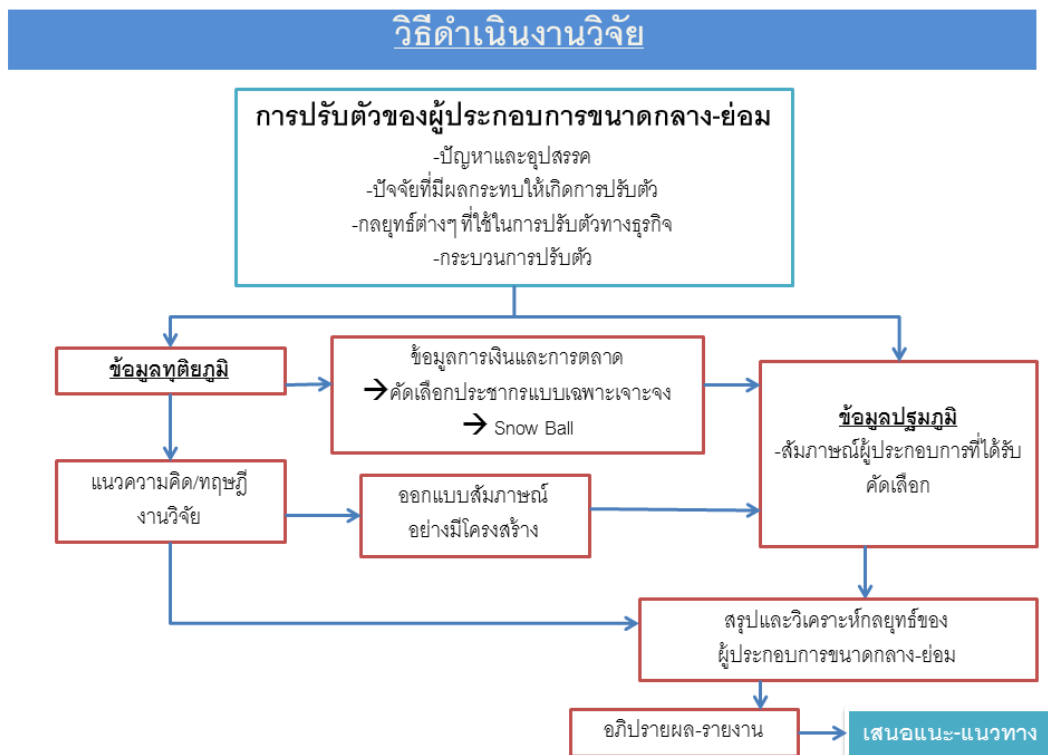 วิธีดำเนินงานวิจัย
การปรับตัวของผู้ประกอบการขนาดกลาง-ย่อม
-ปัญหาและอุปสรรค
-ปัจจัยที่มีผลกระทบให้เกิดการปรับตัว
-กลยุทธ์ต่างๆ ที่ใช้ในการปรับตัวทางธุรกิจ
-กระบวนการปรับตัว
ข้อมูลทุติยภูมิ
ข้อมูลการเงินและการตลาด
→คัดเลือกประชากรแบบเฉพาะเจาะจง
→ Snow Ball
ข้อมูลปฐมภูมิ
-สัมภาษณ์ผู้ประกอบการที่ได้รับ
คัดเลือก
แนวความคิด/ทฤษฎี
งานวิจัย
ออกแบบสัมภาษณ์
อย่างมีโครงสร้าง
สรุปและวิเคราะห์กลยุทธ์ของ
ผู้ประกอบการขนาดกลาง-ย่อม
อภิปรายผล-รายงาน
เสนอแนะ-แนวทาง